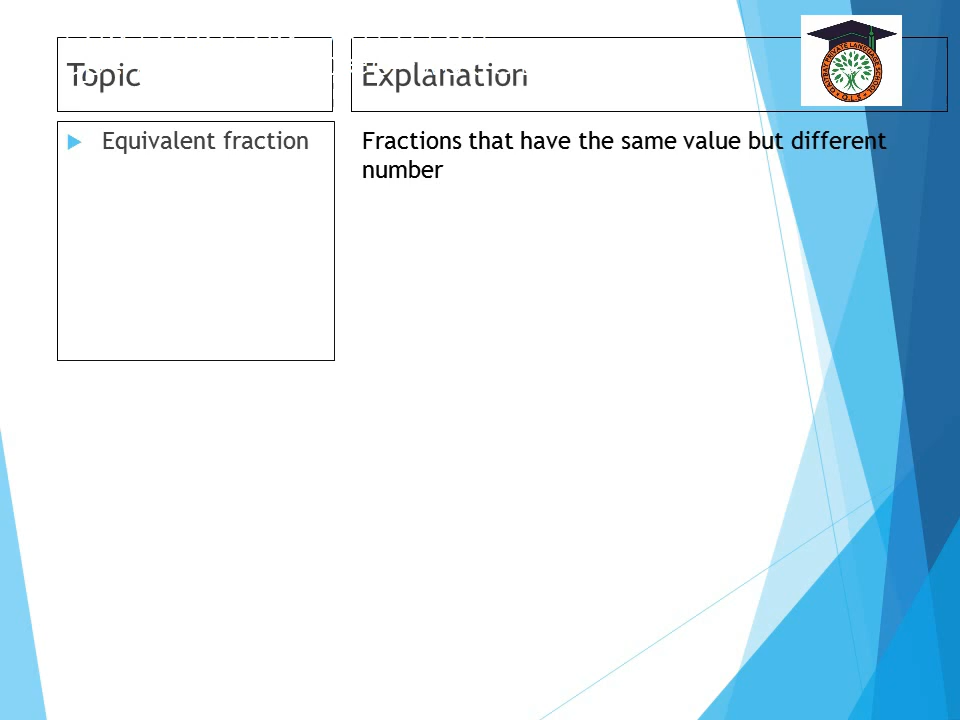 Topic
Explanation
Equivalent fraction
Fractions that have the same value but different
number